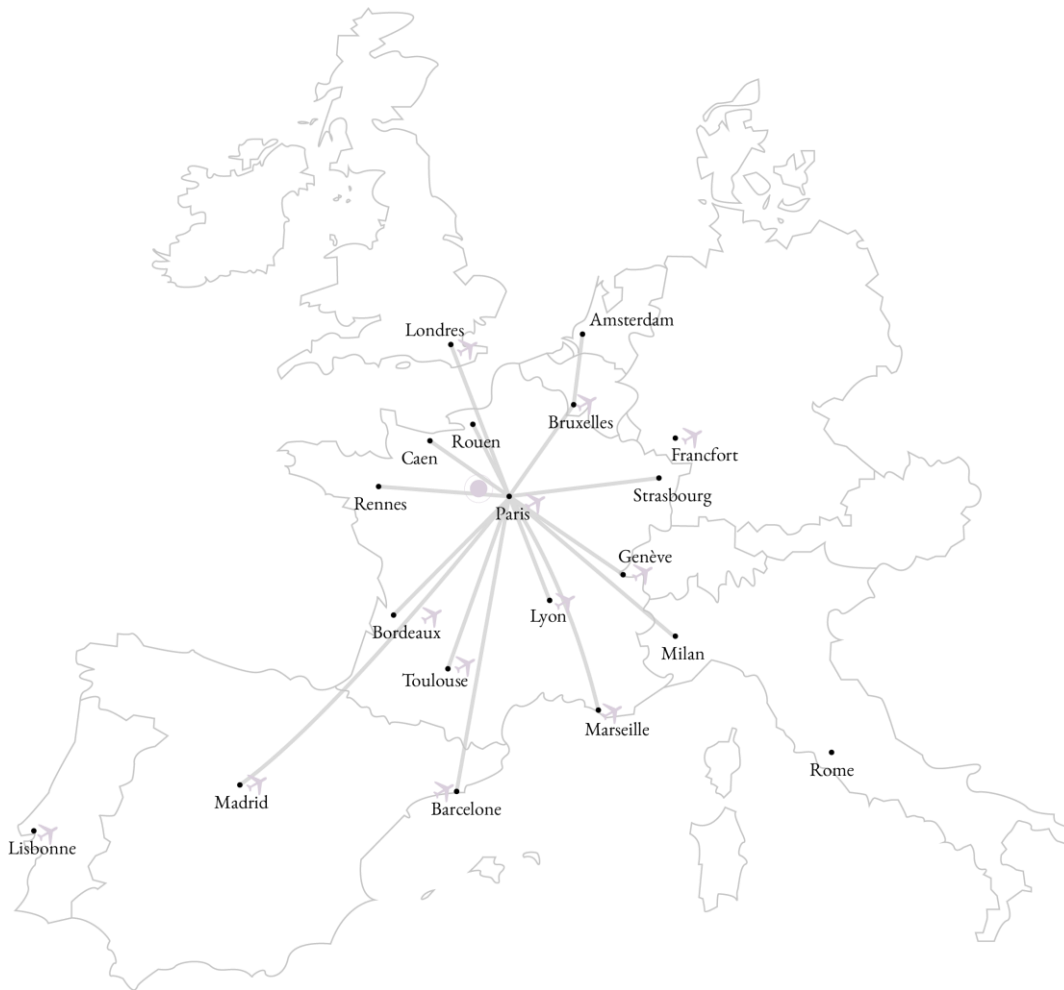 Amsterdam
Londres
Bruxelles
Rouen
Caen
Francfort
Strasbourg
Rennes
Paris
Genève
Lyon
Bordeaux
Milan
Toulouse
Marseille
Rome
Madrid
Barcelone
Lisbonne